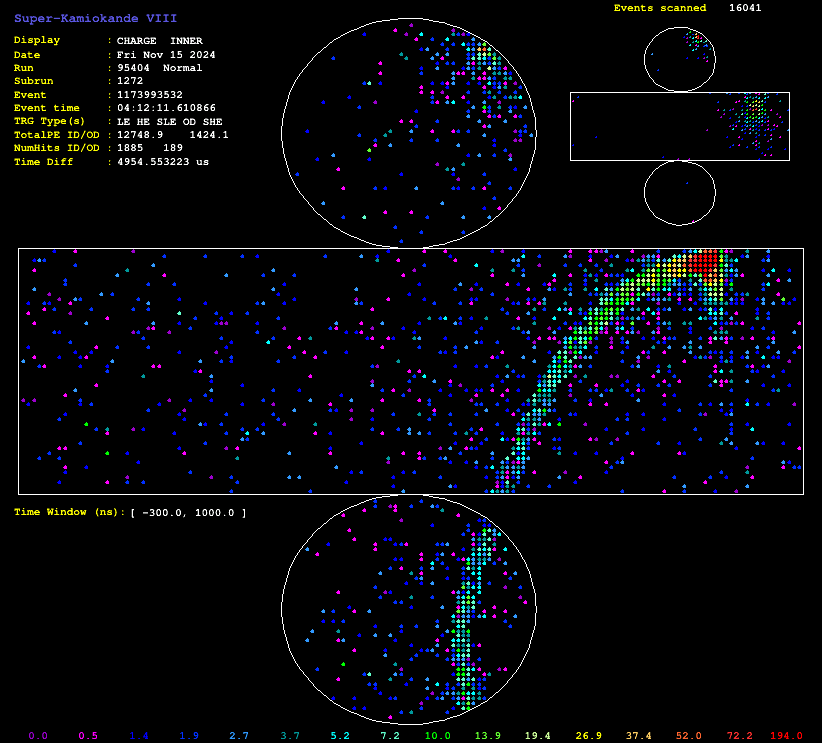 Super-Kamiokande VIII
Events scanned 16041
Display : CHARGE INNER
Date : Fri Nov 15 2024
Run : 95404 Normal
Subrun : 1272
Event : 1173993532
Event time : 04:12:11.610866
TRG Type(s) : LE HE SLE OD SHE
TotalPE ID/OD : 12748.9 1424.1
NumHits ID/OD : 1885 189
Time Diff : 4954.553223 us
Time Window (ns): [ -300.0, 1000.0 ]
0.0 0.5 1.4 1.9 2.7 3.7 5.2 7.2 10.0 13.9 19.4 26.9 37.4 52.0 72.2 194.0